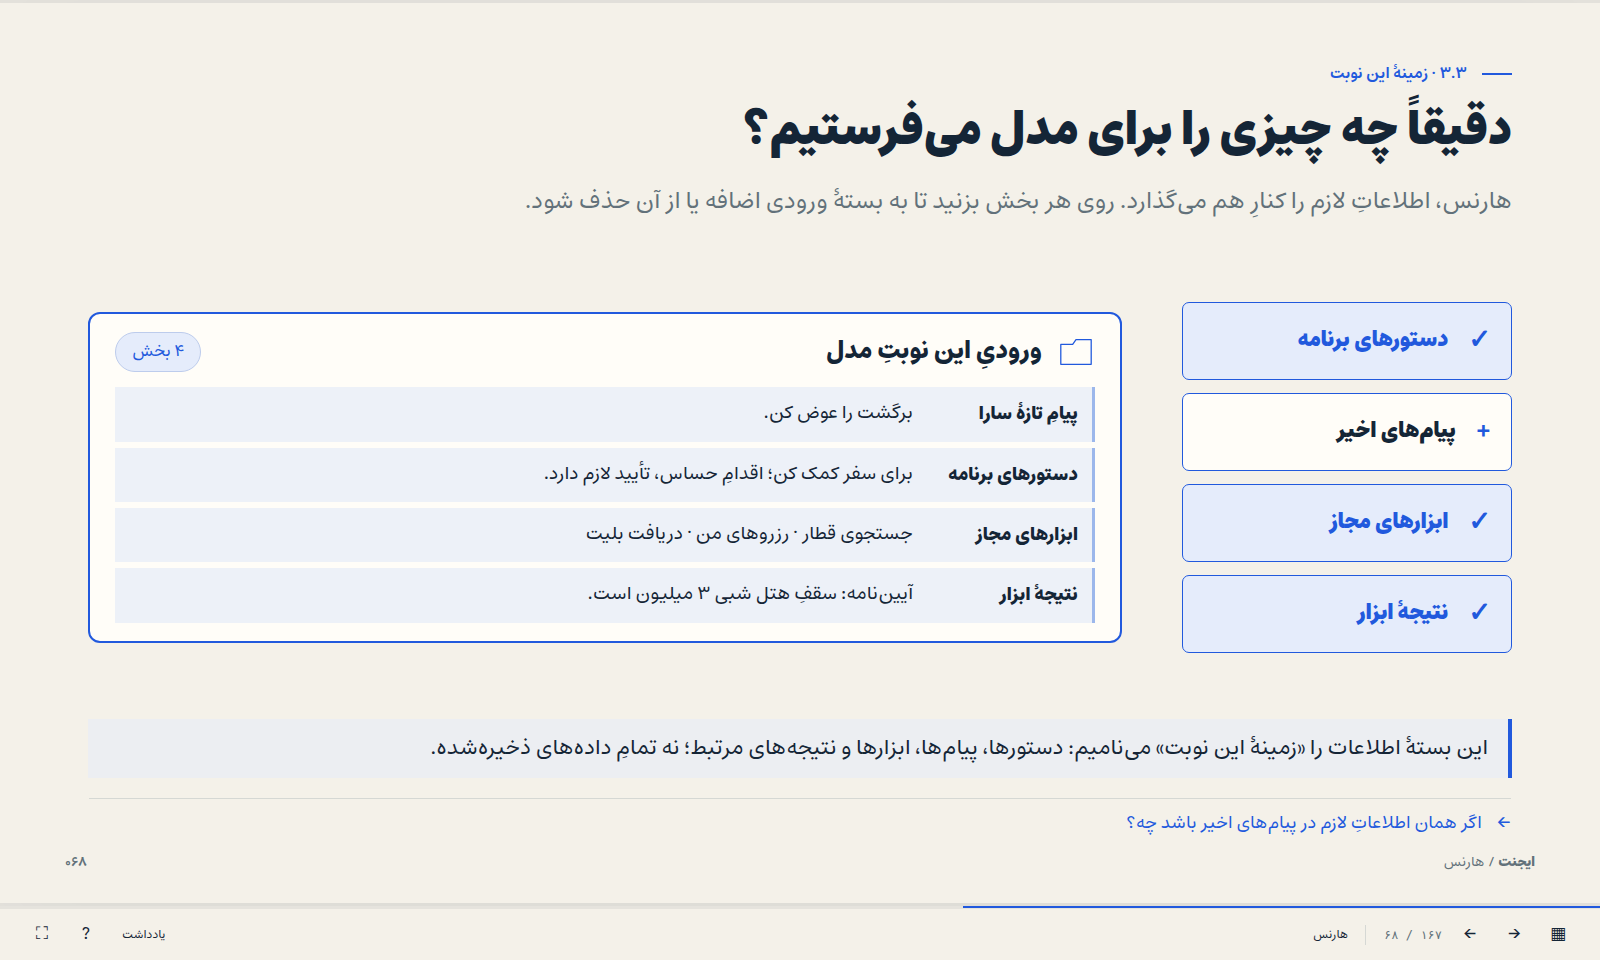 ۰۳.۳ · زمینهٔ این نوبت
دقیقاً چه چیزی را برای مدل می‌فرستیم؟
هارنس، اطلاعاتِ لازم را کنارِ هم می‌گذارد. روی هر بخش بزنید تا به بستهٔ ورودی اضافه یا از آن حذف شود.
✓ دستورهای برنامه
+ پیام‌های اخیر
✓ ابزارهای مجاز
✓ نتیجهٔ ابزار
ورودیِ این نوبتِ مدل
۴ بخش
پیامِ تازهٔ سارا برگشت را عوض کن.
دستورهای برنامه برای سفر کمک کن؛ اقدامِ حساس، تأیید لازم دارد.
ابزارهای مجاز جستجوی قطار · رزروهای من · دریافت بلیت
نتیجهٔ ابزار آیین‌نامه: سقفِ هتل شبی ۳ میلیون است.
این بستهٔ اطلاعات را «زمینهٔ این نوبت» می‌نامیم: دستورها، پیام‌ها، ابزارها و نتیجه‌های مرتبط؛ نه تمامِ داده‌های ذخیره‌شده.
← اگر همان اطلاعاتِ لازم در پیام‌های اخیر باشد چه؟
ایجنت / هارنس
۰۶۸
۶۸ / ۱۶۷
هارنس
یادداشت
?